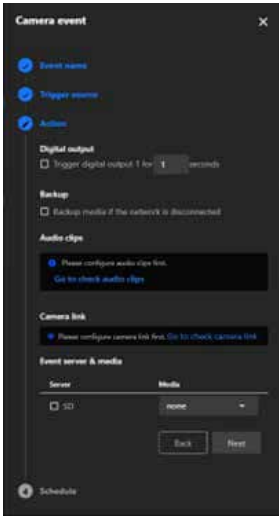 Camera event
Event name
Trigger source
Action
Digital output
Trigger digital output 1 for 1 seconds
Backup
Backup media if the network is disconnected
Audio clips
Please configure audio clips first.
Go to check audio clips
Camera link
Please configure camera link first. Go to check camera link
Event server & media
Server Media
SD none
Back Next
4 Schedule